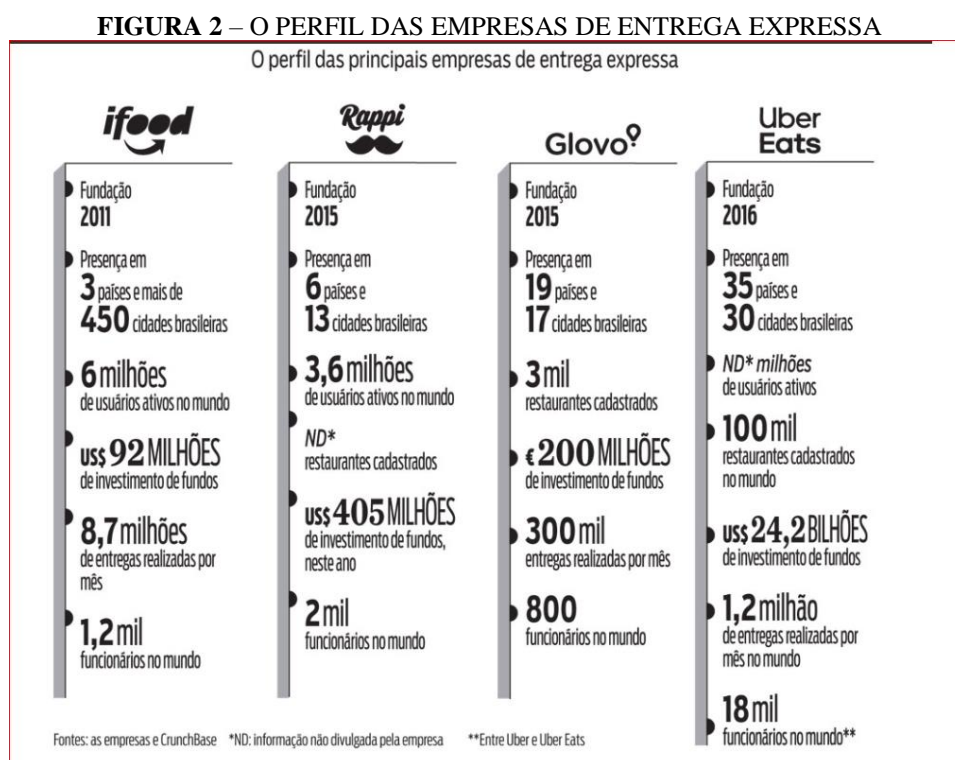 FIGURA 2 – O PERFIL DAS EMPRESAS DE ENTREGA EXPRESSA
O perfil das principais empresas de entrega expressa
ifood
Fundação
2011
Presença em
3 países e mais de
450 cidades brasileiras
6 milhões
de usuários ativos no mundo
US$ 92 MILHÕES
de investimento de fundos
8,7 milhões
de entregas realizadas por
mês
1,2 mil
funcionários no mundo
Rappi
Fundação
2015
Presença em
6 países e
13 cidades brasileiras
3,6 milhões
de usuários ativos no mundo
ND*
restaurantes cadastrados
US$ 405 MILHÕES
de investimento de fundos,
neste ano
2 mil
funcionários no mundo
Glovo
Fundação
2015
Presença em
19 países e
17 cidades brasileiras
3 mil
restaurantes cadastrados
€ 200 MILHÕES
de investimento de fundos
300 mil
entregas realizadas por mês
800
funcionários no mundo
Uber
Eats
Fundação
2016
Presença em
35 países e
30 cidades brasileiras
ND* milhões
de usuários ativos
100 mil
restaurantes cadastrados
no mundo
US$ 24,2 BILHÕES
de investimento de fundos
1,2 milhão
de entregas realizadas por
mês no mundo
18 mil
funcionários no mundo**
Fontes: as empresas e CrunchBase *ND: informação não divulgada pela empresa **Entre Uber e Uber Eats